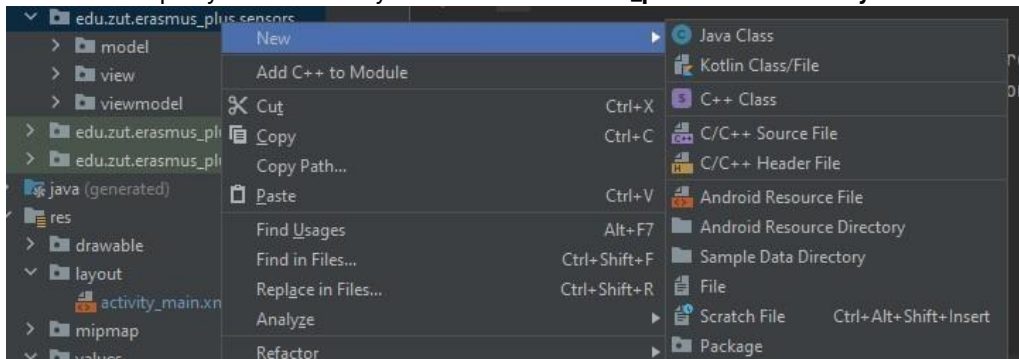 edu.zut.erasmus_plus.sensors
model
view
viewmodel
edu.zut.erasmus_pl
edu.zut.erasmus_pl
java (generated)
res
drawable
layout
activity_main.xm
mipmap
values
New
Add C++ to Module
Cut Ctrl+X
Copy Ctrl+C
Copy Path...
Paste Ctrl+V
Find Usages Alt+F7
Find in Files... Ctrl+Shift+F
Replace in Files... Ctrl+Shift+R
Analyze
Refactor
Java Class
Kotlin Class/File
C++ Class
C/C++ Source File
C/C++ Header File
Android Resource File
Android Resource Directory
Sample Data Directory
File
Scratch File Ctrl+Alt+Shift+Insert
Package